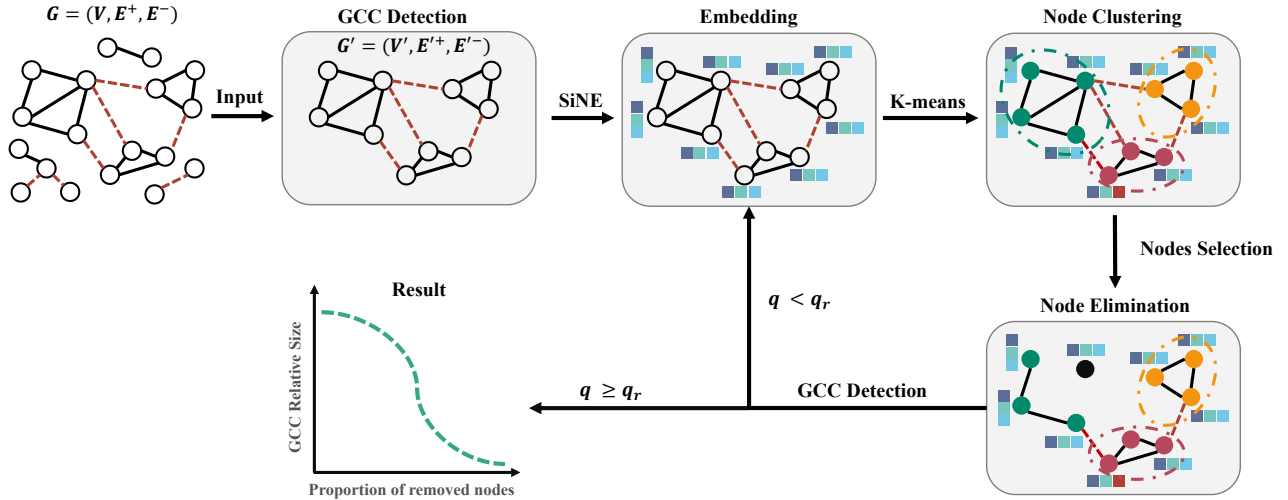 G = (V, E⁺, E⁻)
GCC Detection
Embedding
Node Clustering
G′ = (V′, E′⁺, E′⁻)
Input
SiNE
K-means
Nodes Selection
Result
q < qᵣ
Node Elimination
GCC Relative Size
q ≥ qᵣ
GCC Detection
Proportion of removed nodes